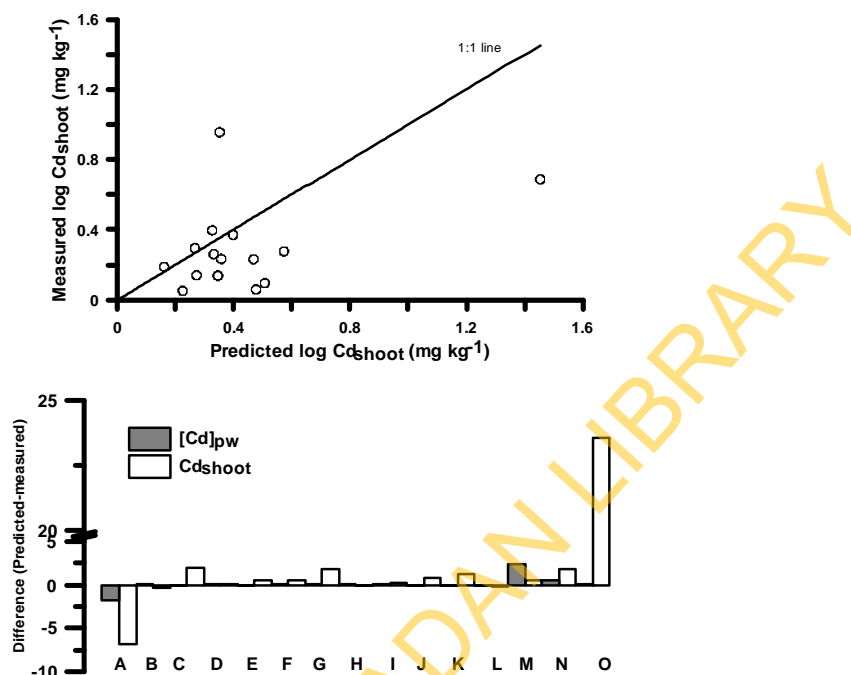 1.6
1.2
0.8
0.4
0
Measured log Cdshoot (mg kg-1)
1:1 line
0 0.4 0.8 1.2 1.6
Predicted log Cdshoot (mg kg-1)
25
20
5
0
-5
-10
Difference (Predicted-measured)
[Cd]pw
Cdshoot
A B C D E F G H I J K L M N O
ADAN LIBRARY